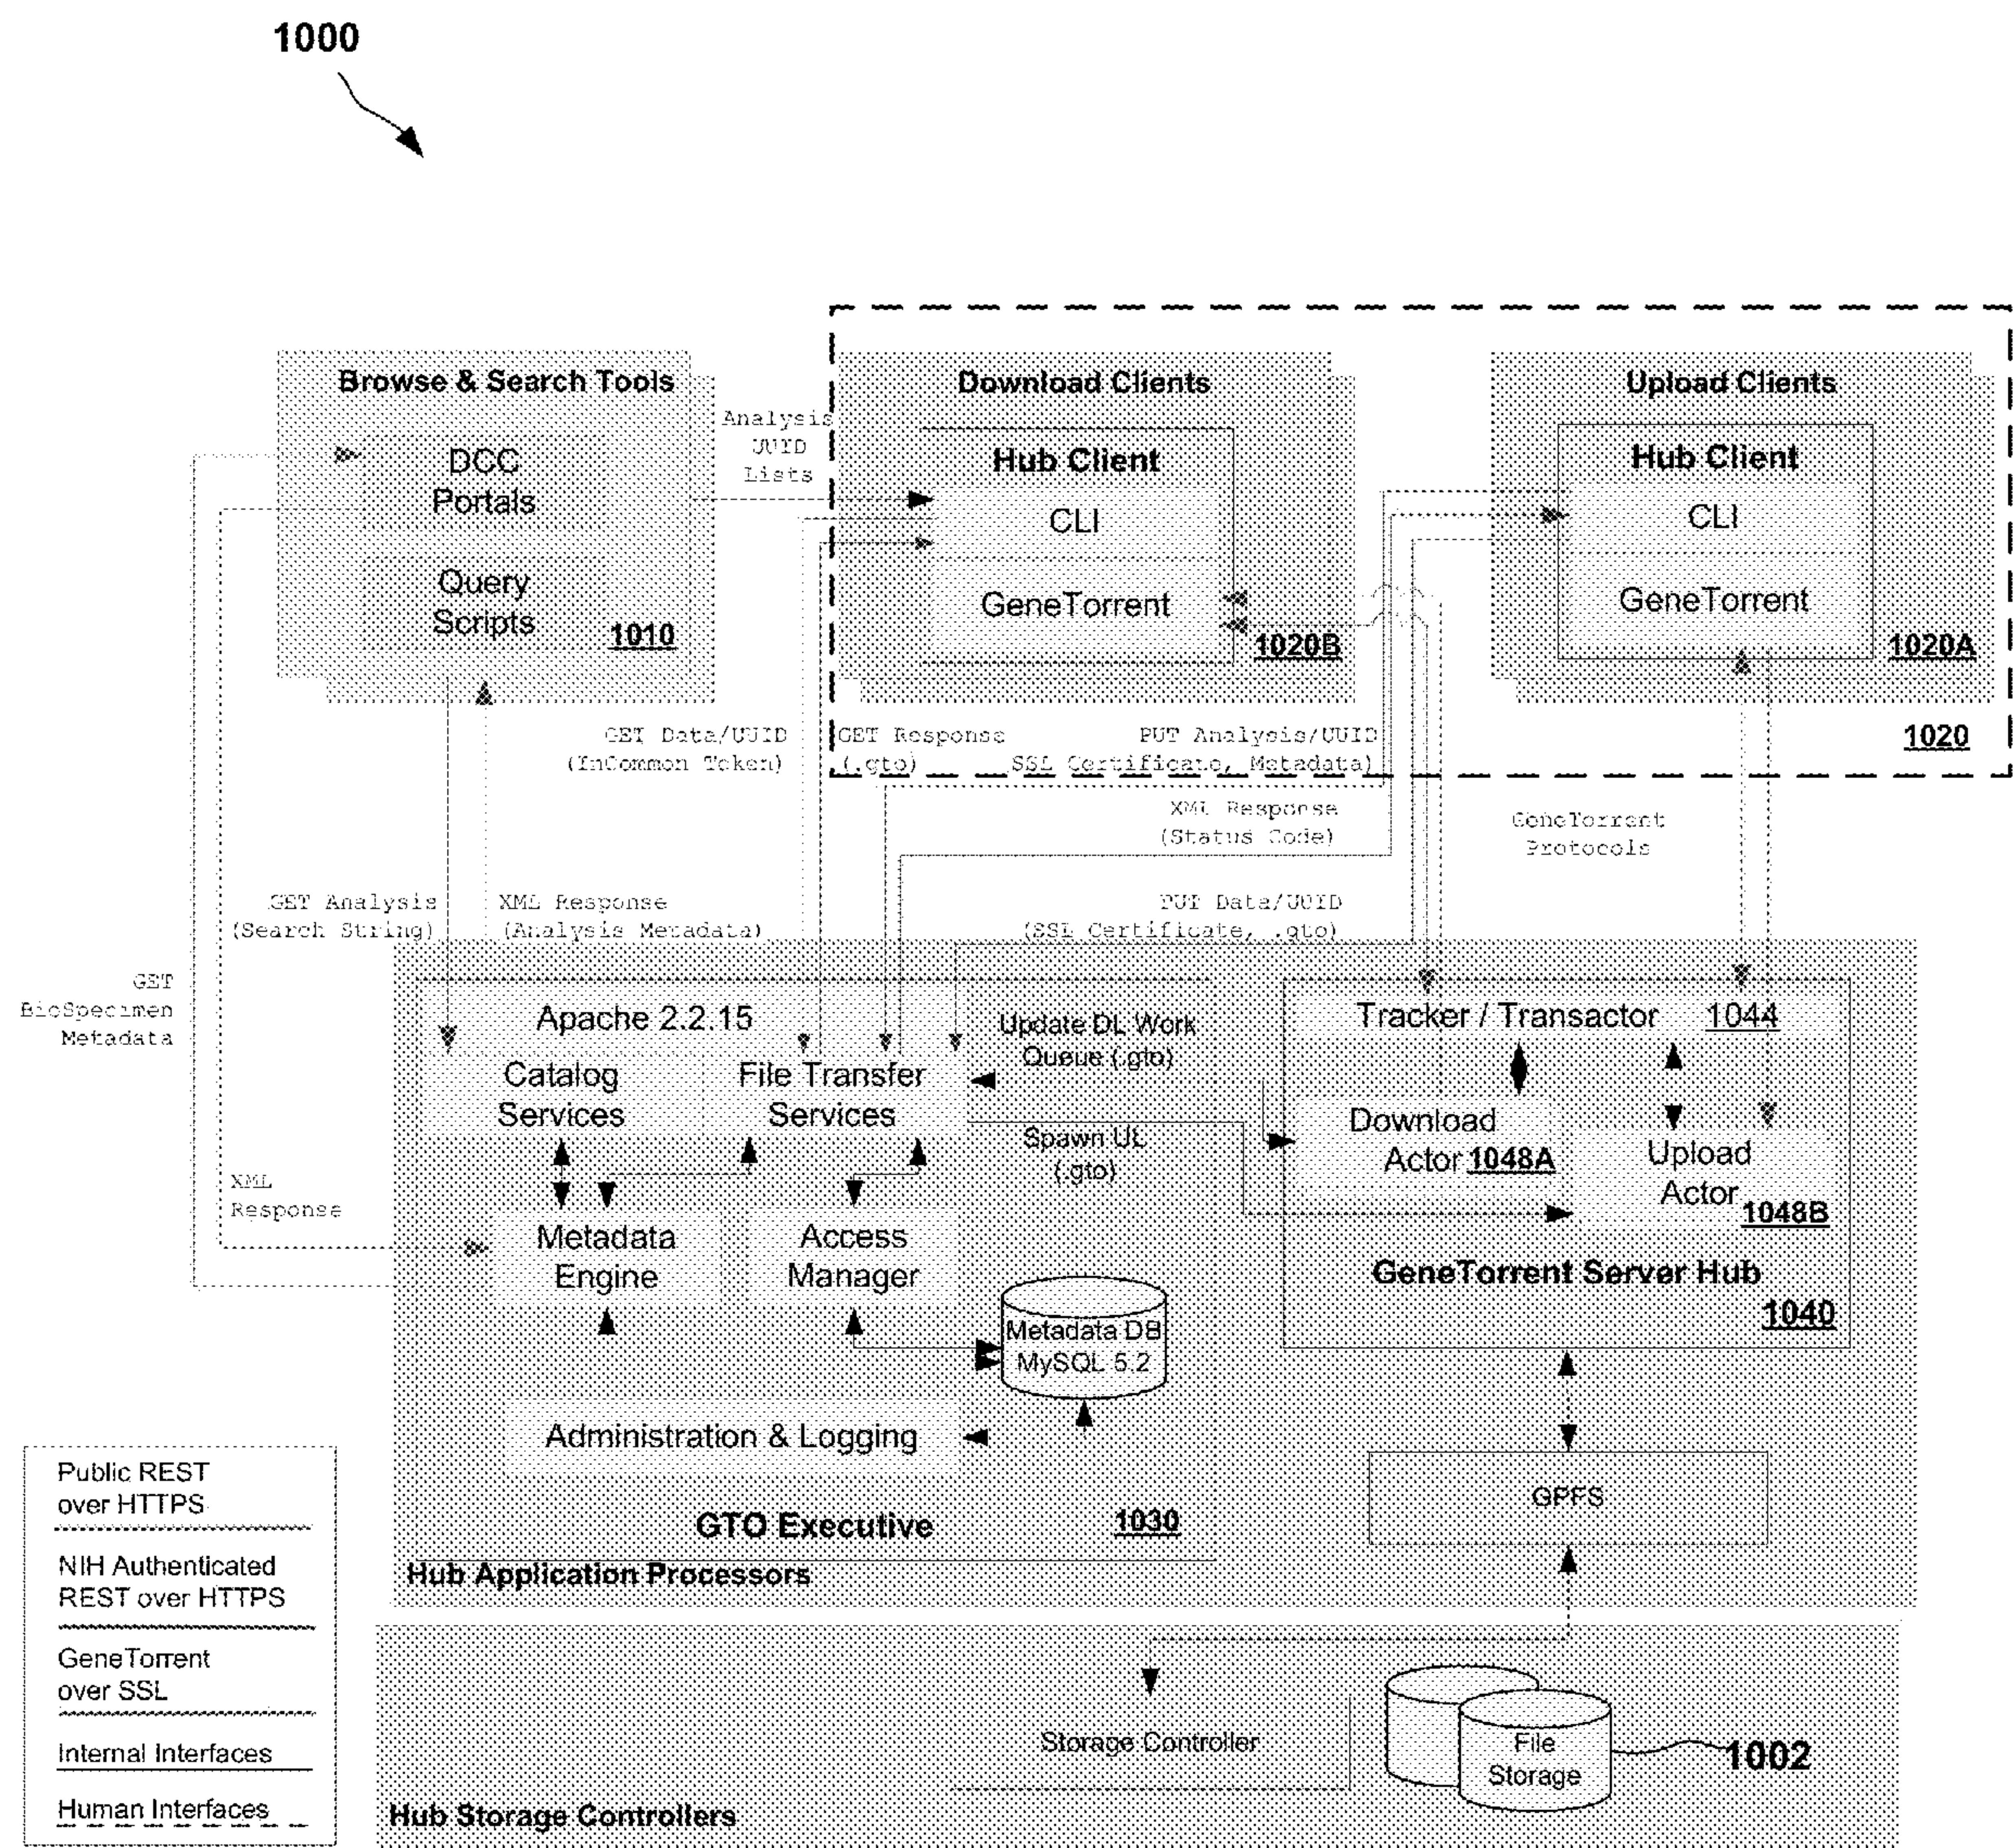 1000
Browse & Search Tools
DCC
Portals
Query
Scripts
1010
Analysis
UUID
Lists
Download Clients
Hub Client
CLI
GeneTorrent
1020B
Upload Clients
Hub Client
CLI
GeneTorrent
1020A
1020
GET Data/UUID
(InCommon Token)
GET Response
(.gto)
PUT Analysis/UUID
SSL Certificate, Metadata)
XML Response
(Status Code)
GeneTorrent
Protocols
GET Analysis
(Search String)
XML Response
(Analysis Metadata)
PUT Data/UUID
(SSL Certificate, .gto)
GET
BioSpecimen
Metadata
XML
Response
Apache 2.2.15
Catalog
Services
File Transfer
Services
Update DL Work
Queue (.gto)
Spawn UL
(.gto)
Metadata
Engine
Access
Manager
Metadata DB
MySQL 5.2
Administration & Logging
GTO Executive
1030
Hub Application Processors
Tracker / Transactor
1044
Download
Actor
1048A
Upload
Actor
1048B
GeneTorrent Server Hub
1040
GPFS
Storage Controller
File
Storage
1002
Hub Storage Controllers
Public REST
over HTTPS
NIH Authenticated
REST over HTTPS
GeneTorrent
over SSL
Internal Interfaces
Human Interfaces